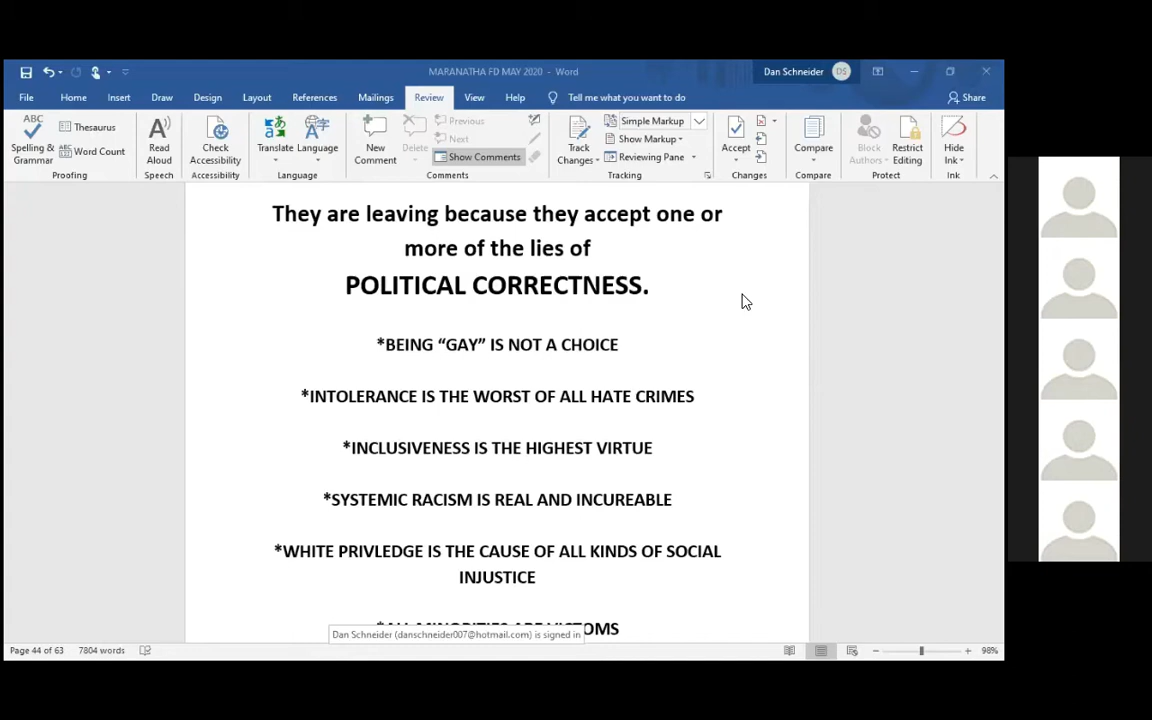 MARANATHA FD MAY 2020 - Word
Dan Schneider DS
File Home Insert Draw Design Layout References Mailings Review View Help Tell me what you want to do Share
ABC
Spelling & Grammar
Thesaurus
Word Count
Proofing
Read Aloud
Speech
Check Accessibility
Accessibility
Translate
Language
Language
New Comment
Delete
Previous
Next
Show Comments
Comments
Track Changes
Simple Markup
Show Markup
Reviewing Pane
Tracking
Accept
Changes
Compare
Compare
Block Authors
Restrict Editing
Protect
Hide Ink
Ink
They are leaving because they accept one or
more of the lies of
POLITICAL CORRECTNESS.
*BEING “GAY” IS NOT A CHOICE
*INTOLERANCE IS THE WORST OF ALL HATE CRIMES
*INCLUSIVENESS IS THE HIGHEST VIRTUE
*SYSTEMIC RACISM IS REAL AND INCUREABLE
*WHITE PRIVLEDGE IS THE CAUSE OF ALL KINDS OF SOCIAL
INJUSTICE
*ALL MINORITIES ARE VICTOMS
Dan Schneider (danschneider007@hotmail.com) is signed in
Page 44 of 63 7804 words 98%